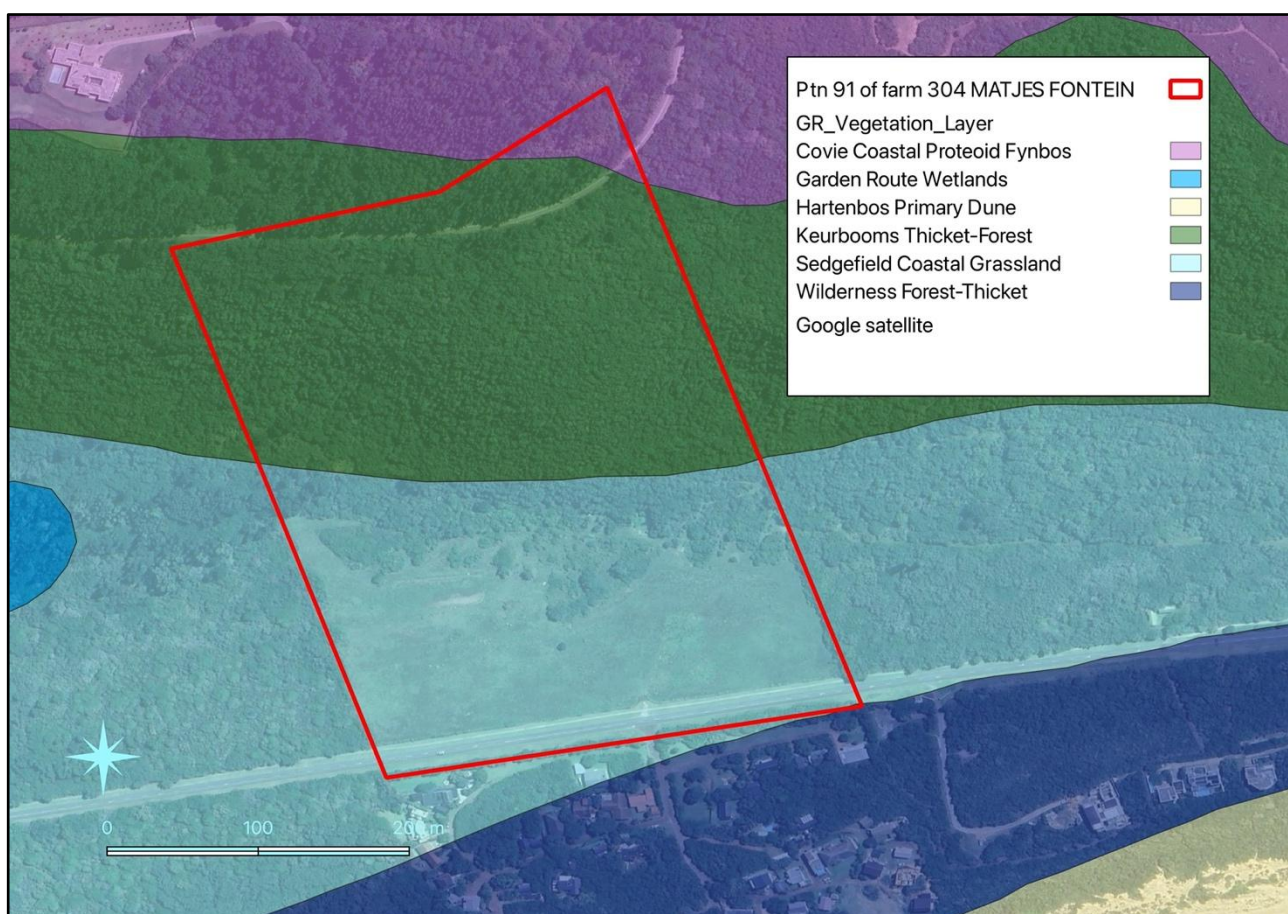 Ptn 91 of farm 304 MATJES FONTEIN
GR_Vegetation_Layer
Covie Coastal Proteoid Fynbos
Garden Route Wetlands
Hartenbos Primary Dune
Keurbooms Thicket-Forest
Sedgefield Coastal Grassland
Wilderness Forest-Thicket
Google satellite
0 100 200 m